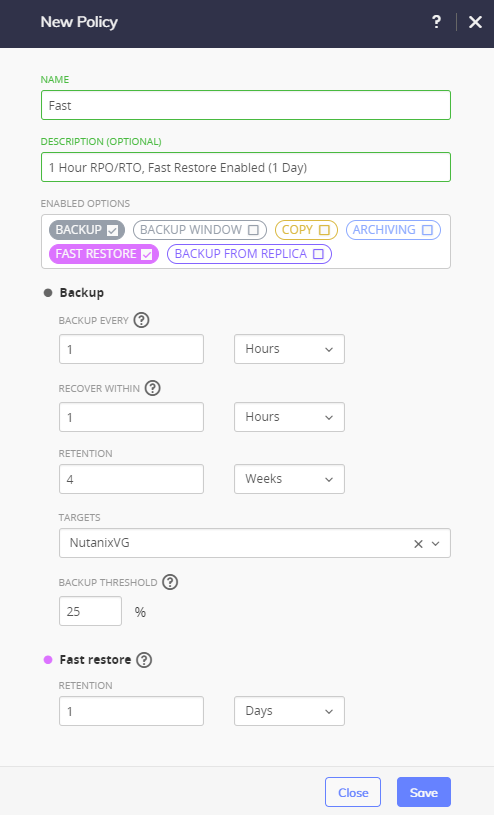 New Policy ?
NAME
Fast
DESCRIPTION (OPTIONAL)
1 Hour RPO/RTO, Fast Restore Enabled (1 Day)
ENABLED OPTIONS
BACKUP BACKUP WINDOW COPY ARCHIVING
FAST RESTORE BACKUP FROM REPLICA
Backup
BACKUP EVERY ?
1 Hours
RECOVER WITHIN ?
1 Hours
RETENTION
4 Weeks
TARGETS
NutanixVG
BACKUP THRESHOLD ?
25 %
Fast restore ?
RETENTION
1 Days
Close Save